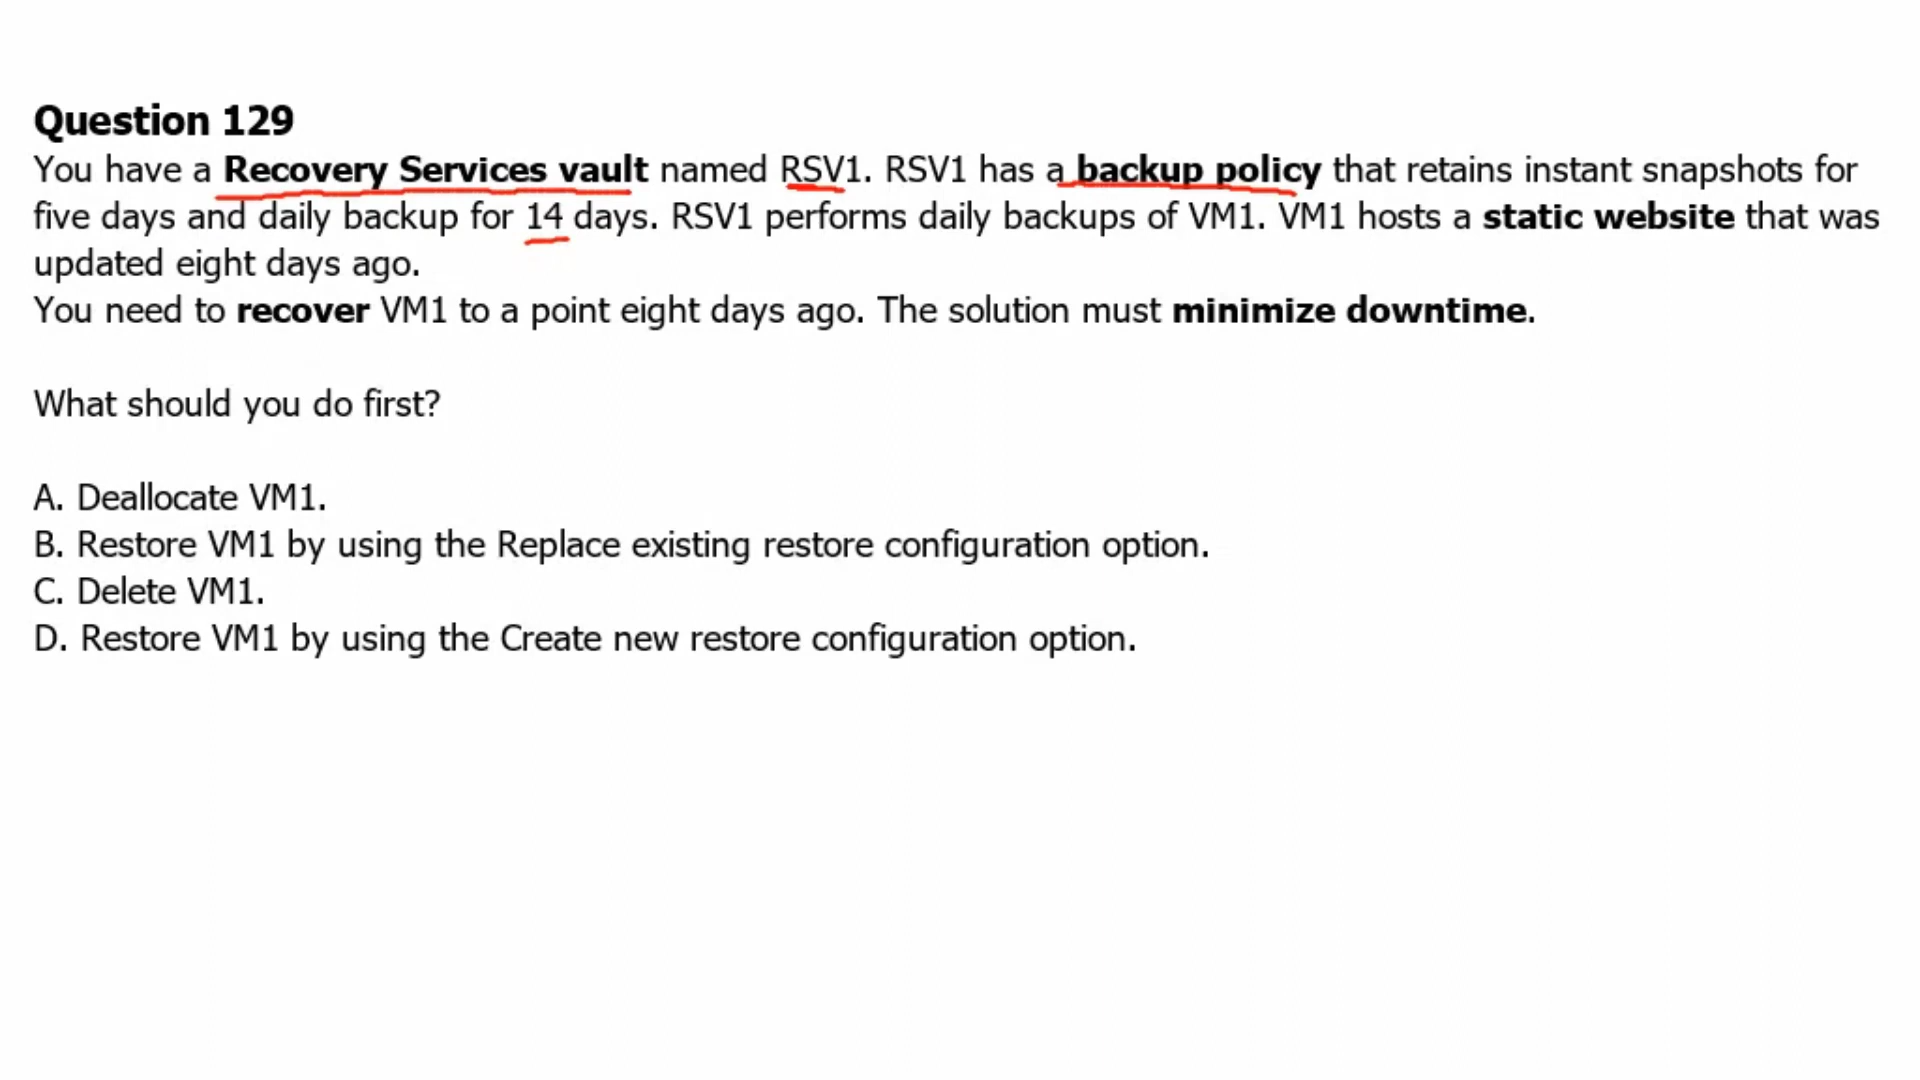 Question 129
You have a Recovery Services vault named RSV1. RSV1 has a backup policy that retains instant snapshots for
five days and daily backup for 14 days. RSV1 performs daily backups of VM1. VM1 hosts a static website that was
updated eight days ago.
You need to recover VM1 to a point eight days ago. The solution must minimize downtime.
What should you do first?
A. Deallocate VM1.
B. Restore VM1 by using the Replace existing restore configuration option.
C. Delete VM1.
D. Restore VM1 by using the Create new restore configuration option.